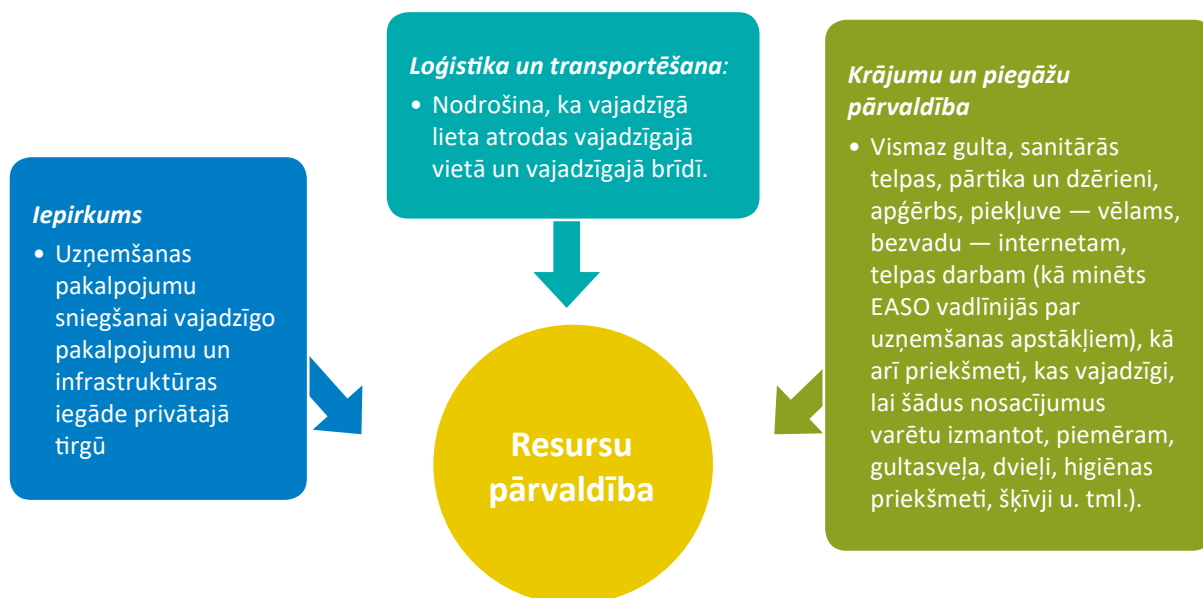 Iepirkums
• Uzņemšanas
pakalpojumu
sniegšanai vajadzīgo
pakalpojumu un
infrastruktūras
iegāde privātajā
tirgū
Loģistika un transportēšana:
• Nodrošina, ka vajadzīgā
lieta atrodas vajadzīgajā
vietā un vajadzīgajā brīdī.
Krājumu un piegāžu
pārvaldība
• Vismaz gulta, sanitārās
telpas, pārtika un dzērieni,
apģērbs, piekļuve — vēlams,
bezvadu — internetam,
telpas darbam (kā minēts
EASO vadlīnijās par
uzņemšanas apstākļiem), kā
arī priekšmeti, kas vajadzīgi,
lai šādus nosacījumus
varētu izmantot, piemēram,
gultasveļa, dvieļi, higiēnas
priekšmeti, šķīvji u. tml.).
Resursu
pārvaldība